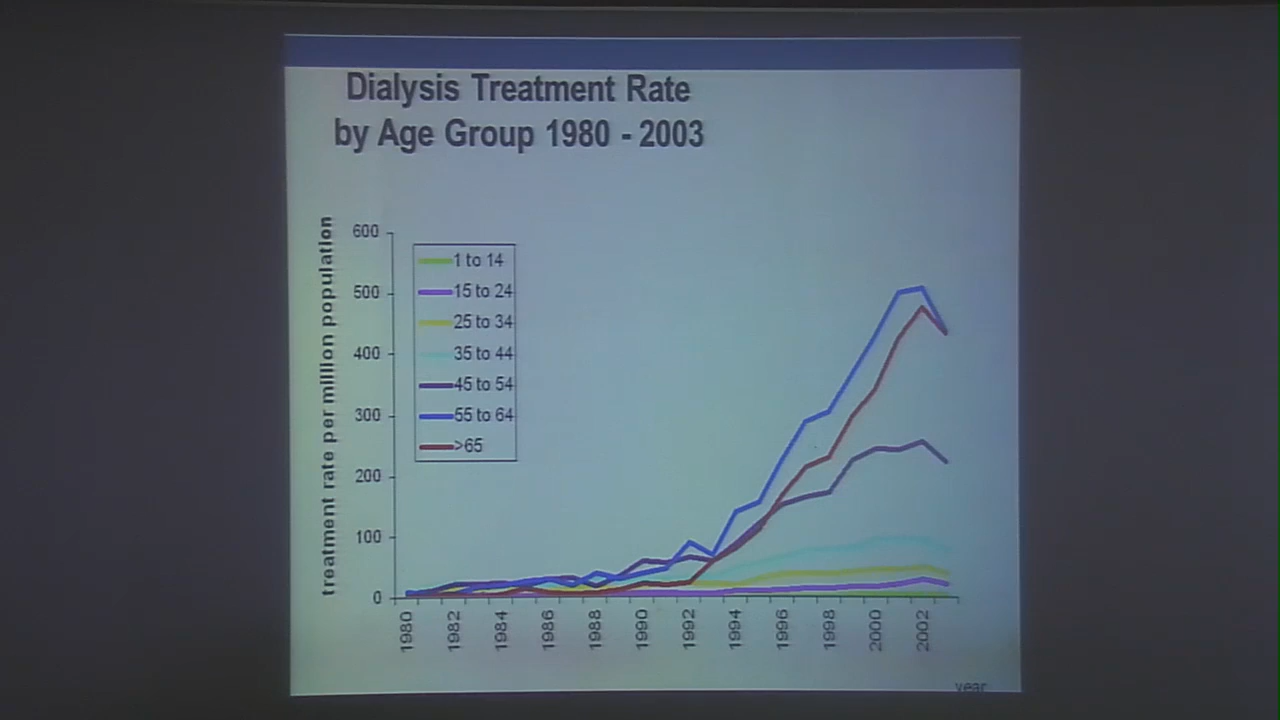 Dialysis Treatment Rate
by Age Group 1980 - 2003
treatment rate per million population
600
500
400
300
200
100
0
1 to 14
15 to 24
25 to 34
35 to 44
45 to 54
55 to 64
>65
1980
1982
1984
1986
1988
1990
1992
1994
1996
1998
2000
2002
year